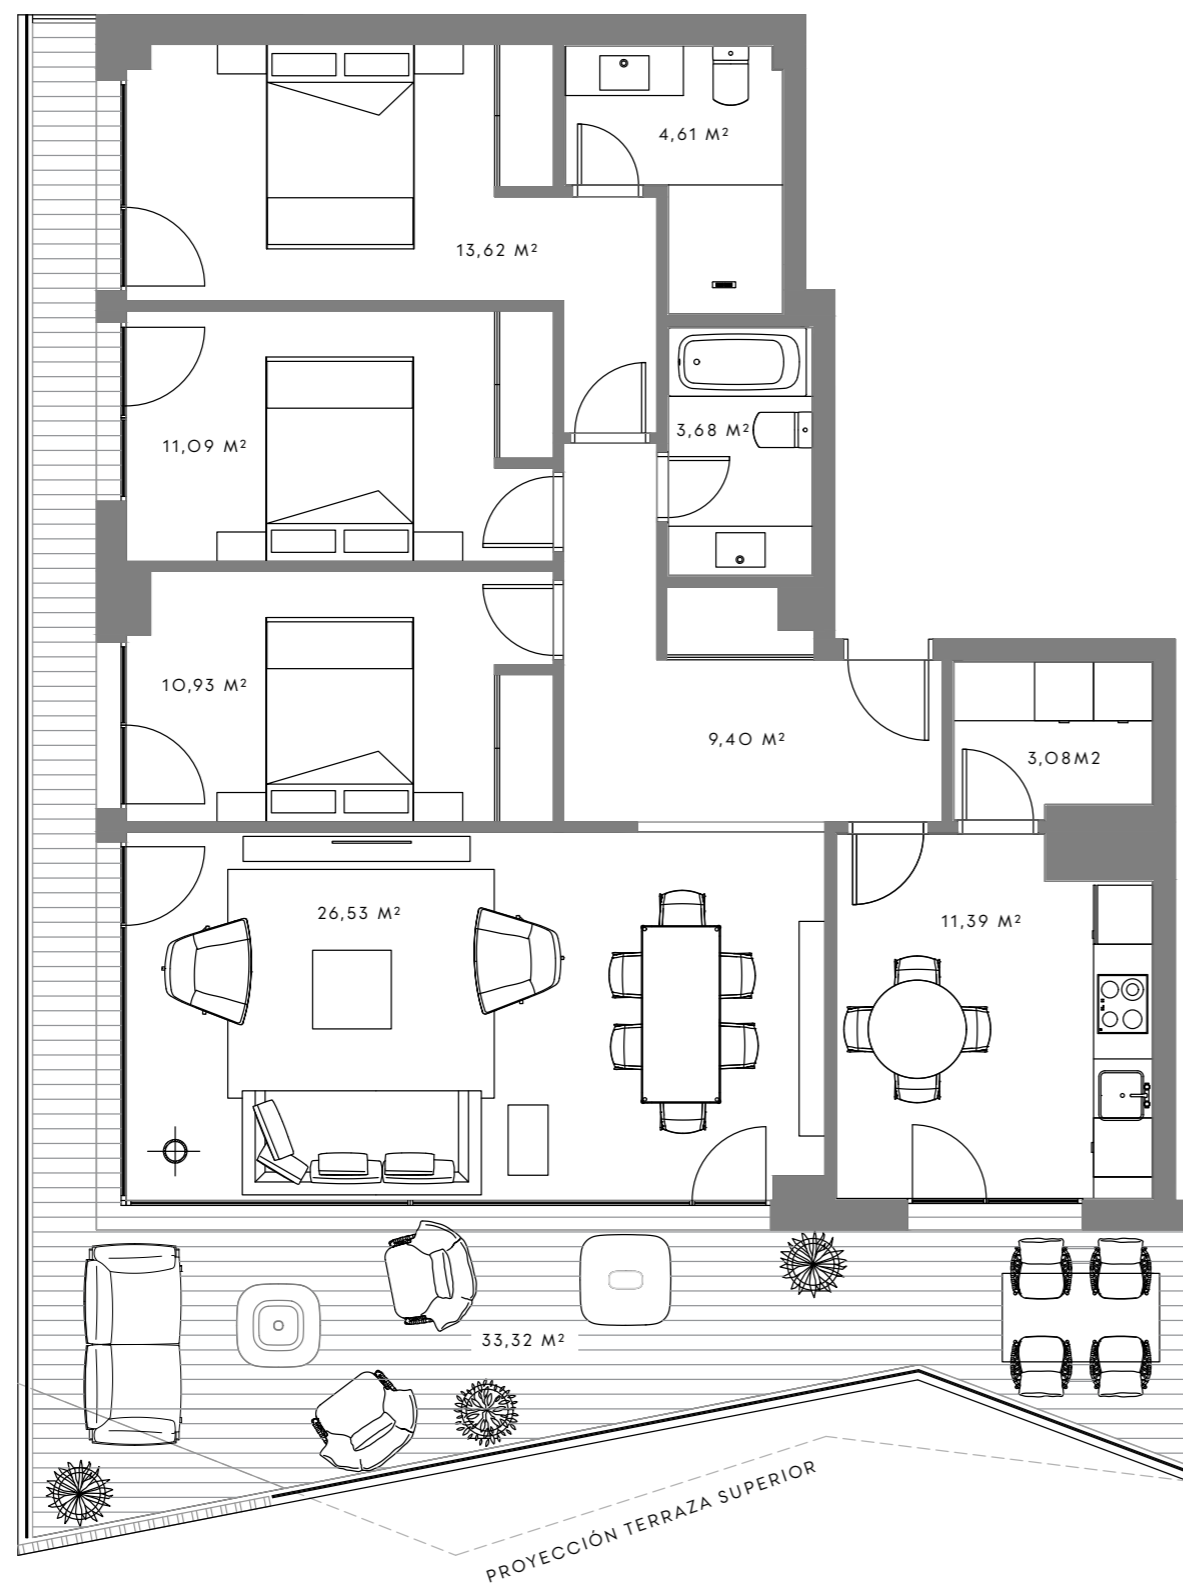 4,61 M²
13,62 M²
3,68 M²
11,09 M²
10,93 M²
9,40 M²
3,08M2
26,53 M²
11,39 M²
33,32 M²
PROYECCIÓN TERRAZA SUPERIOR